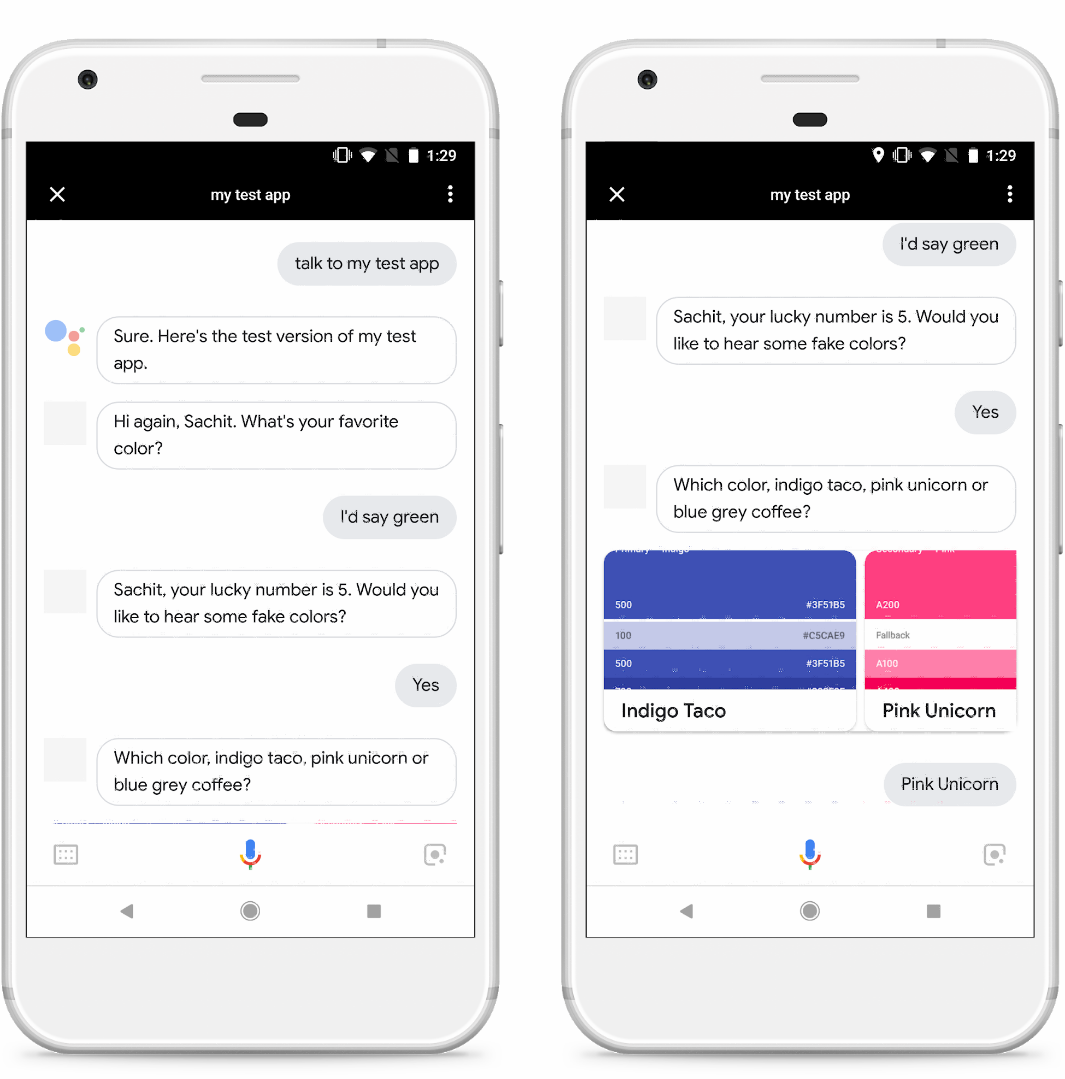 1:29
my test app
talk to my test app
Sure. Here's the test version of my test
app.
Hi again, Sachit. What's your favorite
color?
I'd say green
Sachit, your lucky number is 5. Would you
like to hear some fake colors?
Yes
Which color, indigo taco, pink unicorn or
blue grey coffee?
1:29
my test app
I'd say green
Sachit, your lucky number is 5. Would you
like to hear some fake colors?
Yes
Which color, indigo taco, pink unicorn or
blue grey coffee?
500 #3F51B5
100 #C5CAE9
500 #3F51B5
Indigo Taco
A200
Fallback
A100
Pink Unicorn
Pink Unicorn